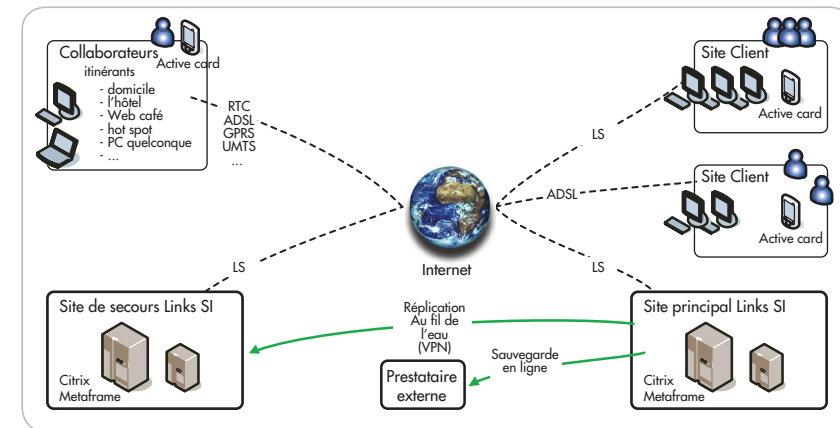 Collaborateurs
itinérants
- domicile
- l'hôtel
- Web café
- hot spot
- PC quelconque
- ...
Active card
RTC
ADSL
GPRS
UMTS
...
Site Client
Active card
LS
Site Client
Active card
ADSL
Internet
LS
LS
Site de secours Links SI
Citrix
Metaframe
Réplication
Au fil de
l'eau
(VPN)
Sauvegarde
en ligne
Prestataire
externe
Site principal Links SI
Citrix
Metaframe